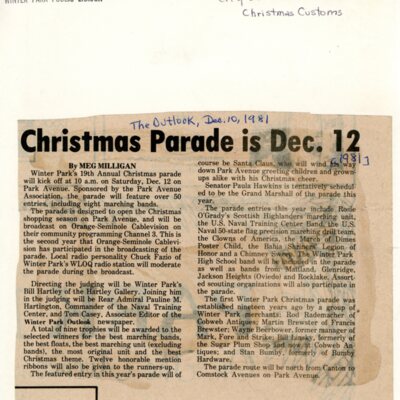 WINTER PARK PUBLIC LIBRARY
Christmas Customs
The Outlook, Dec. 10, 1981
Christmas Parade is Dec. 12
[1981]
By MEG MILLIGAN
Winter Park's 19th Annual Christmas parade
will kick off at 10 a.m. on Saturday, Dec. 12 on
Park Avenue. Sponsored by the Park Avenue
Association, the parade will feature over 50
entries, including eight marching bands.
The parade is designed to open the Christmas
shopping season on Park Avenue, and will be
broadcast on Orange-Seminole Cablevision on
their community programming Channel 3. This is
the second year that Orange-Seminole Cablevi-
sion has participated in the broadcasting of the
parade. Local radio personality Chuck Fazio of
Winter Park's WLOQ radio station will moderate
the parade during the broadcast.
Directing the judging will be Winter Park's
Bill Hartley of the Hartley Gallery. Joining him
in the judging will be Rear Admiral Pauline M.
Hartington, Commander of the Naval Training
Center, and Tom Casey, Associate Editor of the
Winter Park Outlook newspaper.
A total of nine trophies will be awarded to the
selected winners for the best marching bands,
the best floats, the best marching unit (excluding
bands), the most original unit and the best
Christmas theme. Twelve honorable mention
ribbons will also be given to the runners-up.
The featured entry in this year's parade will of
course be Santa Claus, who will wind his way
down Park Avenue greeting children and grown-
ups alike with his Christmas cheer.
Senator Paula Hawkins is tentatively schedul-
ed to be the Grand Marshall of the parade this
year.
The parade entries this year include Rosie
O'Grady's Scottish Highlanders marching unit,
the U.S. Naval Training Center Band, the U.S.
Naval 50-state flag precision marching drill team,
the Clowns of America, the March of Dimes
Poster Child, the Bahia Shriners Legion of
Honor and a Chimney Sweep. The Winter Park
High School band will be featured in the parade
as well as bands from Maitland, Glenridge,
Jackson Heights (Oviedo) and Rocklake. Assort-
ed scouting organizations will also participate in
the parade.
The first Winter Park Christmas parade was
established nineteen years ago by a group of
Winter Park merchants: Rod Rademacher of
Cobweb Antiques; Martin Brewster of Francis
Brewster; Wayne Beerbower, former manager of
Mark, Fore and Strike; Bill Kelly, formerly of
the Sugar Plum Shop and now at Cobweb An-
tiques; and Stan Bumby, formerly of Bumby
Hardware.
The parade route will be north from Canton to
Comstock Avenues on Park Avenue.